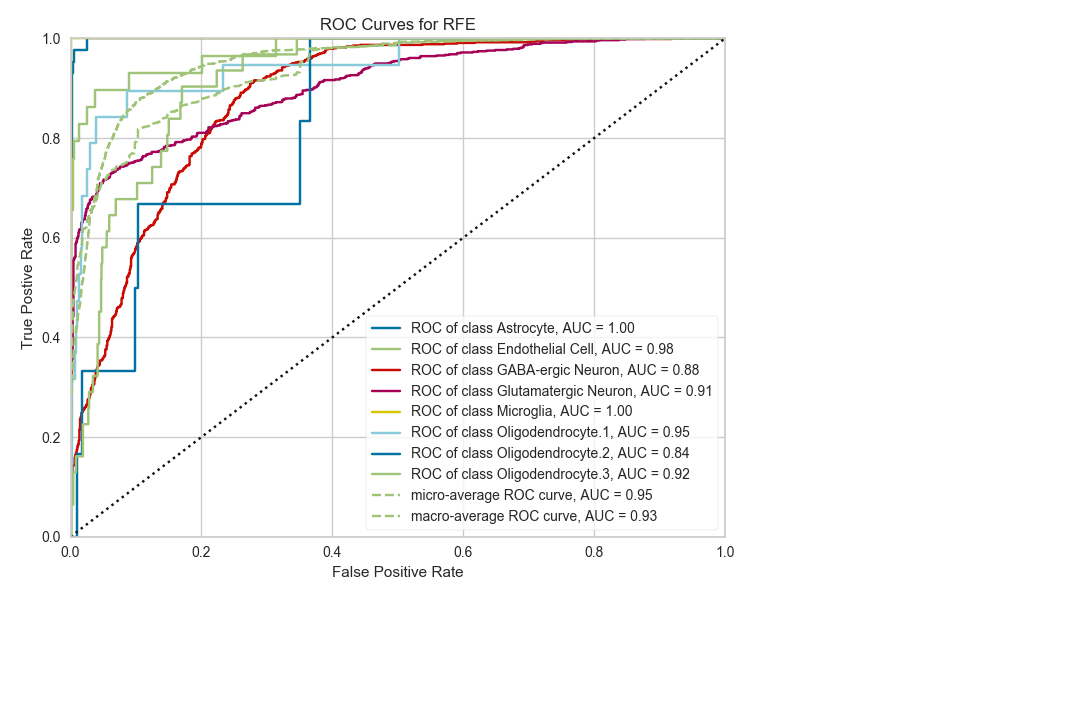 ROC Curves for RFE
1.0
0.8
0.6
0.4
0.2
0.0
True Postive Rate
ROC of class Astrocyte, AUC = 1.00
ROC of class Endothelial Cell, AUC = 0.98
ROC of class GABA-ergic Neuron, AUC = 0.88
ROC of class Glutamatergic Neuron, AUC = 0.91
ROC of class Microglia, AUC = 1.00
ROC of class Oligodendrocyte.1, AUC = 0.95
ROC of class Oligodendrocyte.2, AUC = 0.84
ROC of class Oligodendrocyte.3, AUC = 0.92
micro-average ROC curve, AUC = 0.95
macro-average ROC curve, AUC = 0.93
0.0 0.2 0.4 0.6 0.8 1.0
False Positive Rate